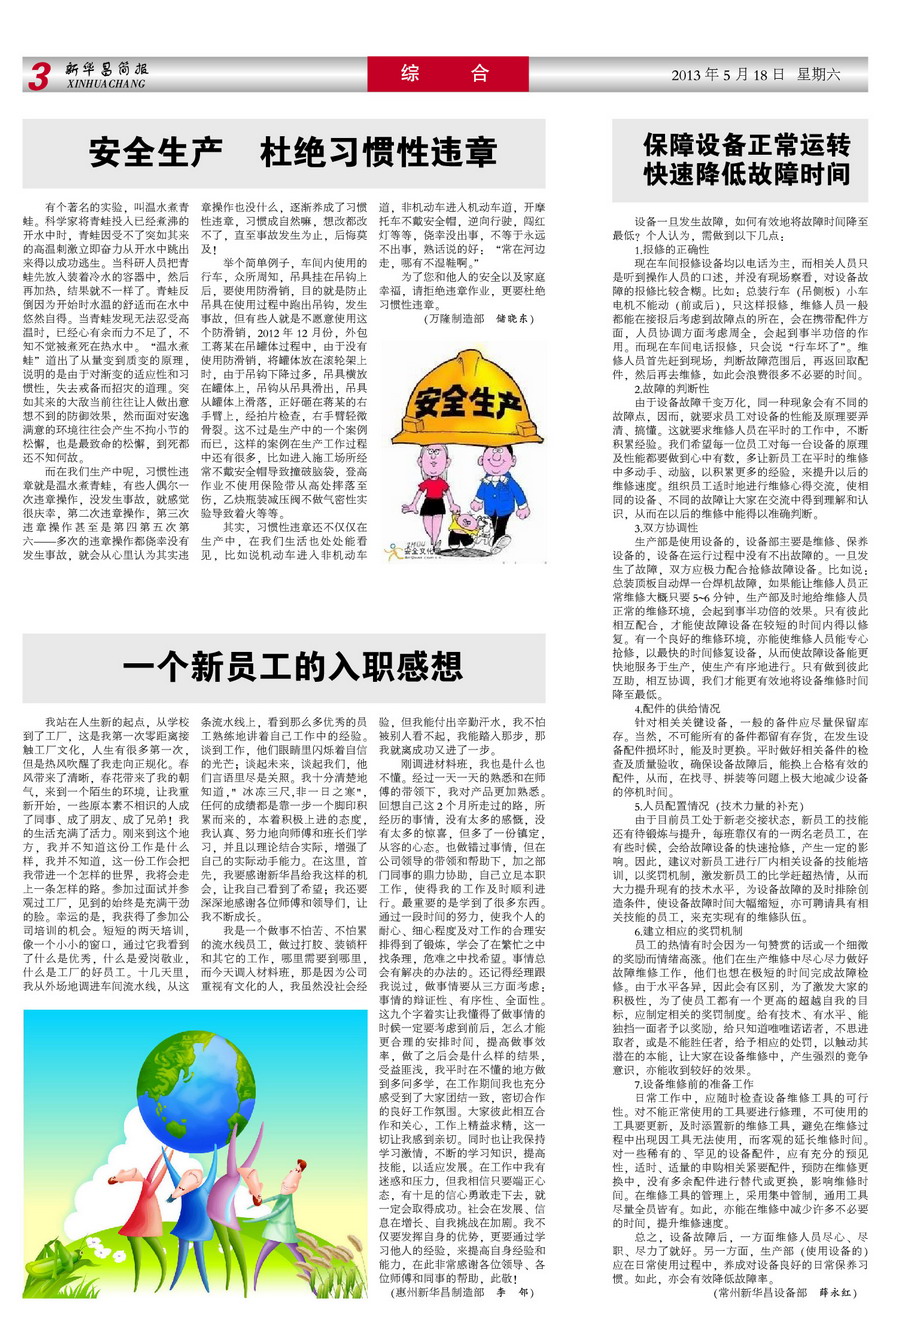 3
新华昌简报
XINHUACHANG
综 合
2013 年 5 月 18 日 星期六
安全生产 杜绝习惯性违章
有个著名的实验，叫温水煮青
蛙。科学家将青蛙投入已经煮沸的
开水中时，青蛙因受不了突如其来
的高温刺激立即奋力从开水中跳出
来得以成功逃生。当科研人员把青
蛙先放入装着冷水的容器中，然后
再加热，结果就不一样了。青蛙反
倒因为开始时水温的舒适而在水中
悠然自得。当青蛙发现无法忍受高
温时，已经心有余而力不足了，不
知不觉被煮死在热水中。“温水煮
蛙”道出了从量变到质变的原理，
说明的是由于对渐变的适应性和习
惯性，失去戒备而招灾的道理。突
如其来的大敌当前往往让人做出意
想不到的防御效果，然而面对安逸
满意的环境往往会产生不拘小节的
松懈，也是最致命的松懈，到死都
还不知何故。
而在我们生产中呢，习惯性违
章就是温水煮青蛙，有些人偶尔一
次违章操作，没发生事故，就感觉
很庆幸，第二次违章操作，第三次
违章操作甚至是第四第五次第
六——多次的违章操作都侥幸没有
发生事故，就会从心里认为其实违
章操作也没什么，逐渐养成了习惯
性违章，习惯成自然嘛，想改都改
不了，直至事故发生为止，后悔莫
及！
举个简单例子，车间内使用的
行车，众所周知，吊具挂在吊钩上
后，要使用防滑销，目的就是防止
吊具在使用过程中跑出吊钩，发生
事故，但有些人就是不愿意使用这
个防滑销，2012 年 12 月份，外包
工蒋某在吊罐体过程中，由于没有
使用防滑销，将罐体放在滚轮架上
时，由于吊钩下降过多，吊具横放
在罐体上，吊钩从吊具滑出，吊具
从罐体上滑落，正好砸在蒋某的右
手臂上，经拍片检查，右手臂轻微
骨裂。这不过是生产中的一个案例
而已，这样的案例在生产工作过程
中还有很多，比如进入施工场所经
常不戴安全帽导致撞破脑袋，登高
作业不使用保险带从高处摔落至
伤，乙炔瓶装减压阀不做气密性实
验导致着火等等。
其实，习惯性违章还不仅仅在
生产中，在我们生活也处处能看
见，比如说机动车进入非机动车
道，非机动车进入机动车道，开摩
托车不戴安全帽，逆向行驶，闯红
灯等等，侥幸没出事，不等于永远
不出事，熟话说的好：“常在河边
走，哪有不湿鞋啊。”
为了您和他人的安全以及家庭
幸福，请拒绝违章作业，更要杜绝
习惯性违章。
(万隆制造部 储晓东)
安全生产
安全文化网
一个新员工的入职感想
我站在人生新的起点，从学校
到了工厂，这是我第一次零距离接
触工厂文化，人生有很多第一次，
但是热风吹醒了我走向正规化。春
风带来了清晰，春花带来了我的朝
气，来到一个陌生的环境，让我重
新开始，一些原本素不相识的人成
了同事、成了朋友、成了兄弟！我
的生活充满了活力。刚来到这个地
方，我并不知道这份工作是什么
样，我并不知道，这一份工作会把
我带进一个怎样的世界，我将会走
上一条怎样的路。参加过面试并参
观过工厂，见到的始终是充满干劲
的脸。幸运的是，我获得了参加公
司培训的机会。短短的两天培训，
像一个小小的窗口，通过它我看到
了什么是优秀，什么是爱岗敬业，
什么是工厂的好员工。十几天里，
我从外场地调进车间流水线，从这
条流水线上，看到那么多优秀的员
工熟练地讲着自己工作中的经验。
谈到工作，他们眼睛里闪烁着自信
的光芒；谈起未来，谈起我们，他
们言语里尽是关照。我十分清楚地
知道，" 冰冻三尺,非一日之寒"，
任何的成绩都是靠一步一个脚印积
累而来的，本着积极上进的态度，
我认真、努力地向师傅和班长们学
习，并且以理论结合实际，增强了
自己的实际动手能力。在这里，首
先，我要感谢新华昌给我这样的机
会，让我自己看到了希望；我还要
深深地感谢各位师傅和领导们，让
我不断成长。
我是一个做事不怕苦、不怕累
的流水线员工，做过打胶、装锁杆
和其它的工作，哪里需要到哪里，
而今天调入材料班，那是因为公司
重视有文化的人，我虽然没社会经
验，但我能付出辛勤汗水，我不怕
被别人看不起，我能踏入那步，那
我就离成功又进了一步。
刚调进材料班，我也是什么也
不懂。经过一天一天的熟悉和在师
傅的带领下，我对产品更加熟悉。
回想自己这 2 个月所走过的路，所
经历的事情，没有太多的感慨，没
有太多的惊喜，但多了一份镇定，
从容的心态。也做错过事情，但在
公司领导的带领和帮助下，加之部
门同事的鼎力协助，自己立足本职
工作，使得我的工作及时顺利进
行。最重要的是学到了很多东西。
通过一段时间的努力，使我个人的
耐心、细心程度及对工作的合理安
排得到了锻炼，学会了在繁忙之中
找条理，危难之中找希望。事情总
会有解决的办法的。还记得经理跟
我说过，做事情要从三方面考虑：
事情的辩证性、有序性、全面性。
这九个字着实让我懂得了做事情的
时候一定要考虑到前后，怎么才能
更合理的安排时间，提高做事效
率，做了之后会是什么样的结果，
受益匪浅，我平时在不懂的地方做
到多问多学，在工作期间我也充分
感受到了大家团结一致，密切合作
的良好工作氛围。大家彼此相互合
作和关心，工作上精益求精，这一
切让我感到亲切。同时也让我保持
学习激情，不断的学习知识，提高
技能，以适应发展。在工作中我有
迷惑和压力，但我相信只要端正心
态，有十足的信心勇敢走下去，就
一定会取得成功。社会在发展、信
息在增长、自我挑战在加剧。我不
仅要发挥自身的优势，更要通过学
习他人的经验，来提高自身经验和
能力，在此非常感谢各位领导、各
位师傅和同事的帮助，此敬！
(惠州新华昌制造部 李 邻)
保障设备正常运转
快速降低故障时间
设备一旦发生故障，如何有效地将故障时间降至
最低？个人认为，需做到以下几点：
1.报修的正确性
现在车间报修设备均以电话为主，而相关人员只
是听到操作人员的口述，并没有现场察看，对设备故
障的报修比较含糊。比如：总装行车（吊侧板）小车
电机不能动（前或后），只这样报修，维修人员一般
都能在接报后考虑到故障点的所在，会在携带配件方
面，人员协调方面考虑周全，会起到事半功倍的作
用。而现在车间电话报修，只会说“行车坏了”。维
修人员首先赶到现场，判断故障范围后，再返回取配
件，然后再去维修，如此会浪费很多不必要的时间。
2.故障的判断性
由于设备故障千变万化，同一种现象会有不同的
故障点，因而，就要求员工对设备的性能及原理要弄
清、搞懂。这就要求维修人员在平时的工作中，不断
积累经验。我们希望每一位员工对每一台设备的原理
及性能都要做到心中有数，多让新员工在平时的维修
中多动手、动脑，以积累更多的经验，来提升以后的
维修速度。组织员工适时地进行维修心得交流，使相
同的设备、不同的故障让大家在交流中得到理解和认
识，从而在以后的维修中能得以准确判断。
3.双方协调性
生产部是使用设备的，设备部主要是维修、保养
设备的，设备在运行过程中没有不出故障的。一旦发
生了故障，双方应极力配合抢修故障设备。比如说：
总装顶板自动焊一台焊机故障，如果能让维修人员正
常维修大概只要 5~6 分钟，生产部及时地给维修人员
正常的维修环境，会起到事半功倍的效果。只有彼此
相互配合，才能使故障设备在较短的时间内得以修
复。有一个良好的维修环境，亦能使维修人员能专心
抢修，以最快的时间修复设备，从而使故障设备能更
快地服务于生产，使生产有序地进行。只有做到彼此
互助，相互协调，我们才能更有效地将设备维修时间
降至最低。
4.配件的供给情况
针对相关关键设备，一般的备件应尽量保留库
存。当然，不可能所有的备件都留有存货，在发生设
备配件损坏时，能及时更换。平时做好相关备件的检
查及质量验收，确保设备故障后，能换上合格有效的
配件，从而，在找寻、拼装等问题上极大地减少设备
的停机时间。
5.人员配置情况（技术力量的补充）
由于目前员工处于新老交接状态，新员工的技能
还有待锻炼与提升，每班靠仅有的一两名老员工，在
有些时候，会给故障设备的快速抢修，产生一定的影
响。因此，建议对新员工进行厂内相关设备的技能培
训，以奖罚机制，激发新员工的比学赶超热情，从而
大力提升现有的技术水平，为设备故障的及时排除创
造条件，使设备故障时间大幅缩短，亦可聘请具有相
关技能的员工，来充实现有的维修队伍。
6.建立相应的奖罚机制
员工的热情有时会因为一句赞赏的话或一个细微
的奖励而情绪高涨。他们在生产维修中尽心尽力做好
故障维修工作，他们也想在极短的时间完成故障检
修。由于水平各异，因此会有区别，为了激发大家的
积极性，为了使员工都有一个更高的超越自我的目
标，应制定相关的奖罚制度。给有技术、有水平、能
独挡一面者予以奖励，给只知道唯唯诺诺者，不思进
取者，或是不能胜任者，给予相应的处罚，以触动其
潜在的本能，让大家在设备维修中，产生强烈的竞争
意识，亦能收到较好的效果。
7.设备维修前的准备工作
日常工作中，应随时检查设备维修工具的可行
性。对不能正常使用的工具要进行修理，不可使用的
工具要更新，及时添置新的维修工具，避免在维修过
程中出现因工具无法使用，而客观的延长维修时间。
对一些稀有的、罕见的设备配件，应有充分的预见
性，适时、适量的申购相关紧要配件，预防在维修更
换中，没有多余配件进行替代或更换，影响维修时
间。在维修工具的管理上，采用集中管制，通用工具
尽量全员皆有。如此，亦能在维修中减少许多不必要
的时间，提升维修速度。
总之，设备故障后，一方面维修人员尽心、尽
职、尽力了就好。另一方面，生产部（使用设备的）
应在日常使用过程中，养成对设备良好的日常保养习
惯。如此，亦会有效降低故障率。
(常州新华昌设备部 薛永红)